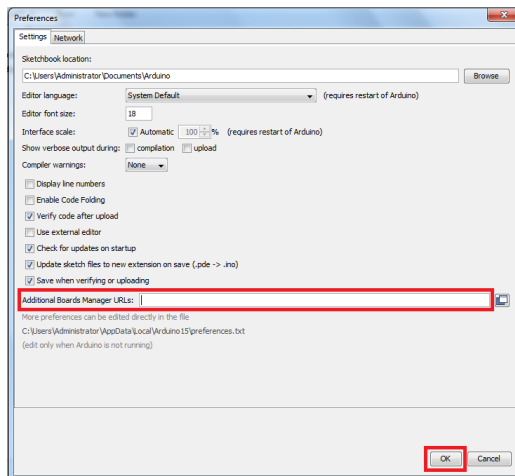 Preferences
Settings Network
Sketchbook location:
C:\Users\Administrator\Documents\Arduino Browse
Editor language: System Default (requires restart of Arduino)
Editor font size: 18
Interface scale: Automatic 100 % (requires restart of Arduino)
Show verbose output during: compilation upload
Compiler warnings: None
Display line numbers
Enable Code Folding
Verify code after upload
Use external editor
Check for updates on startup
Update sketch files to new extension on save (.pde -> .ino)
Save when verifying or uploading
Additional Boards Manager URLs:
More preferences can be edited directly in the file
C:\Users\Administrator\AppData\Local\Arduino15\preferences.txt
(edit only when Arduino is not running)
OK Cancel